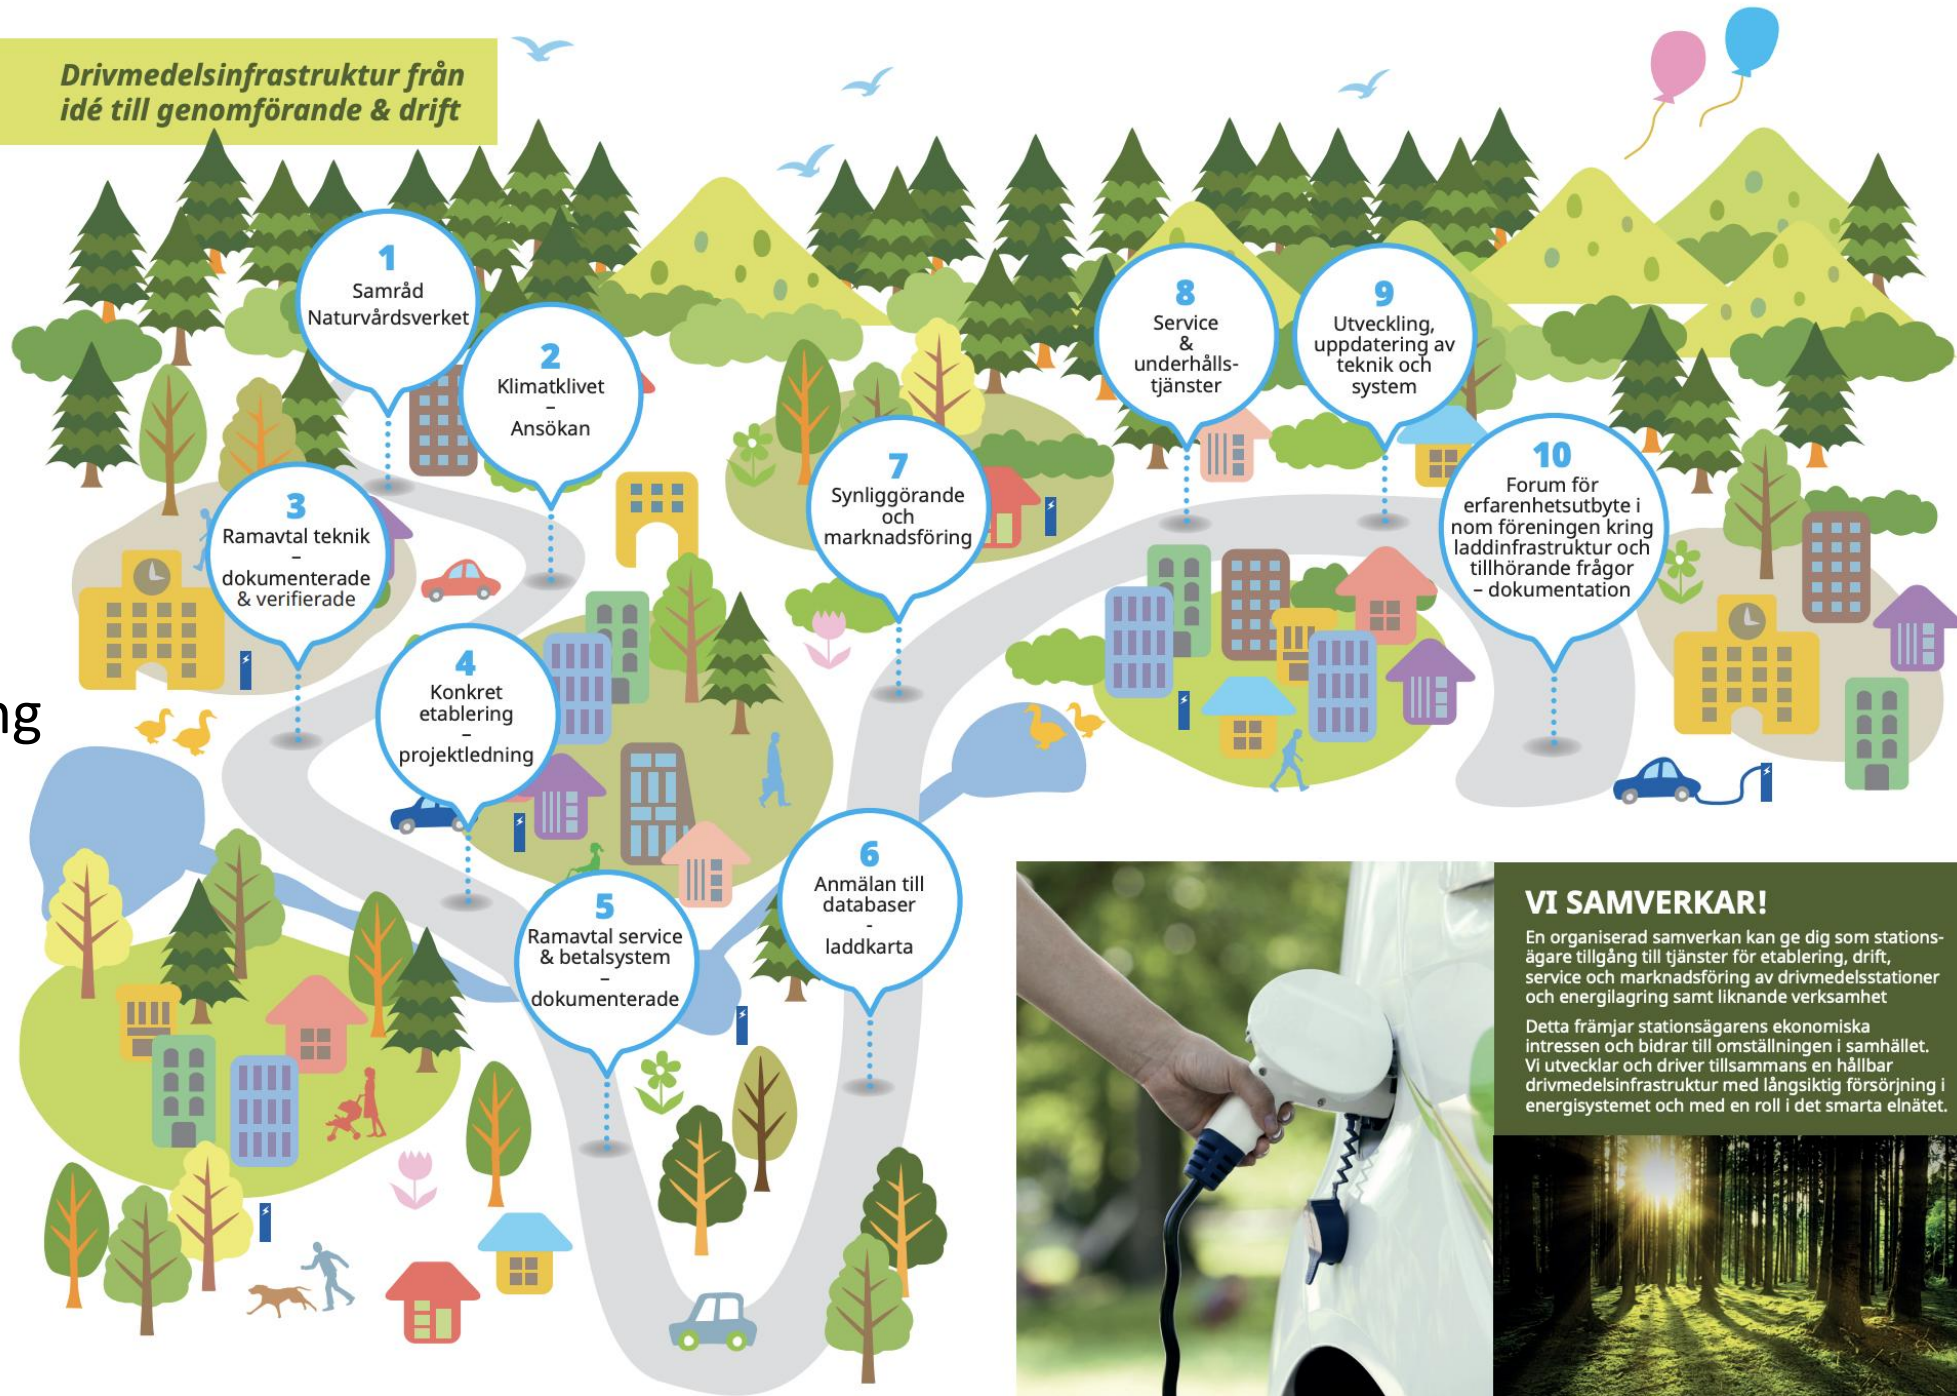 Drivmedelsinfrastruktur från
idé till genomförande & drift
1
Samråd
Naturvårdsverket
2
Klimatklivet
–
Ansökan
3
Ramavtal teknik
–
dokumenterade
& verifierade
ng
4
Konkret
etablering
–
projektledning
5
Ramavtal service
& betalsystem
–
dokumenterade
6
Anmälan till
databaser
-
laddkarta
7
Synliggörande
och
marknadsföring
8
Service
&
underhålls-
tjänster
9
Utveckling,
uppdatering av
teknik och
system
10
Forum för
erfarenhetsutbyte i
nom föreningen kring
laddinfrastruktur och
tillhörande frågor
– dokumentation
VI SAMVERKAR!
En organiserad samverkan kan ge dig som stations-
ägare tillgång till tjänster för etablering, drift,
service och marknadsföring av drivmedelsstationer
och energilagring samt liknande verksamhet
Detta främjar stationsägarens ekonomiska
intressen och bidrar till omställningen i samhället.
Vi utvecklar och driver tillsammans en hållbar
drivmedelsinfrastruktur med långsiktig försörjning i
energisystemet och med en roll i det smarta elnätet.